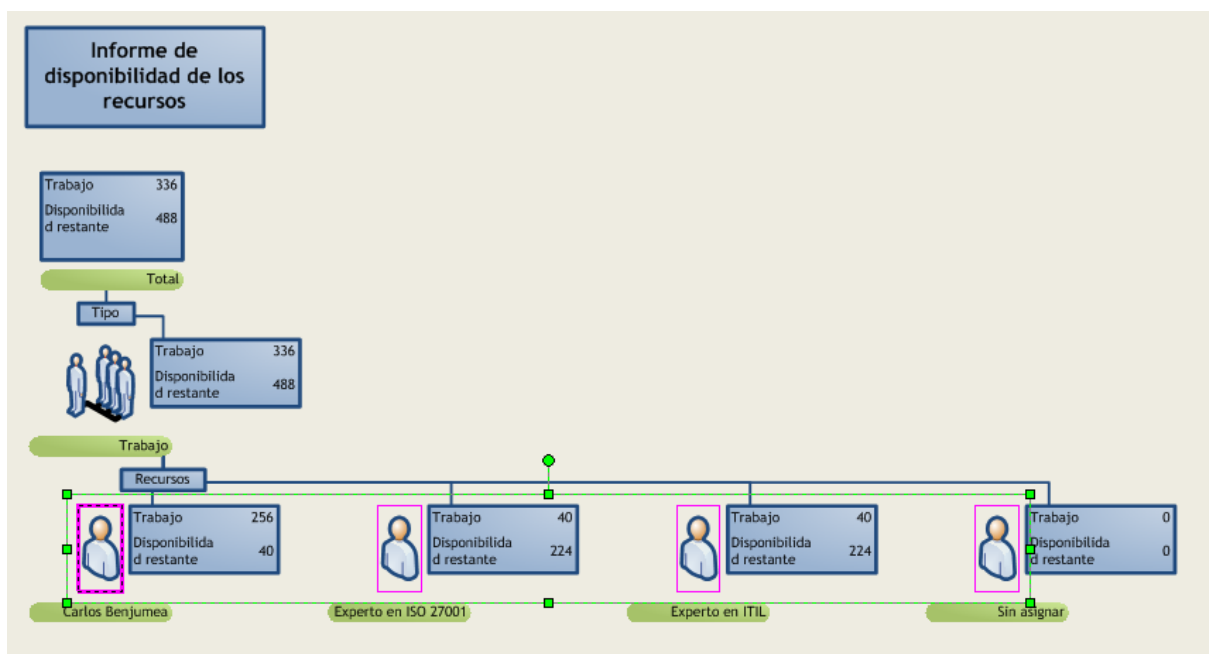 Informe de
disponibilidad de los
recursos
Trabajo 336
Disponibilida
d restante 488
Total
Tipo
Trabajo 336
Disponibilida
d restante 488
Trabajo
Recursos
Trabajo 256
Disponibilida
d restante 40
Carlos Benjumea
Trabajo 40
Disponibilida
d restante 224
Experto en ISO 27001
Trabajo 40
Disponibilida
d restante 224
Experto en ITIL
Trabajo 0
Disponibilida
d restante 0
Sin asignar